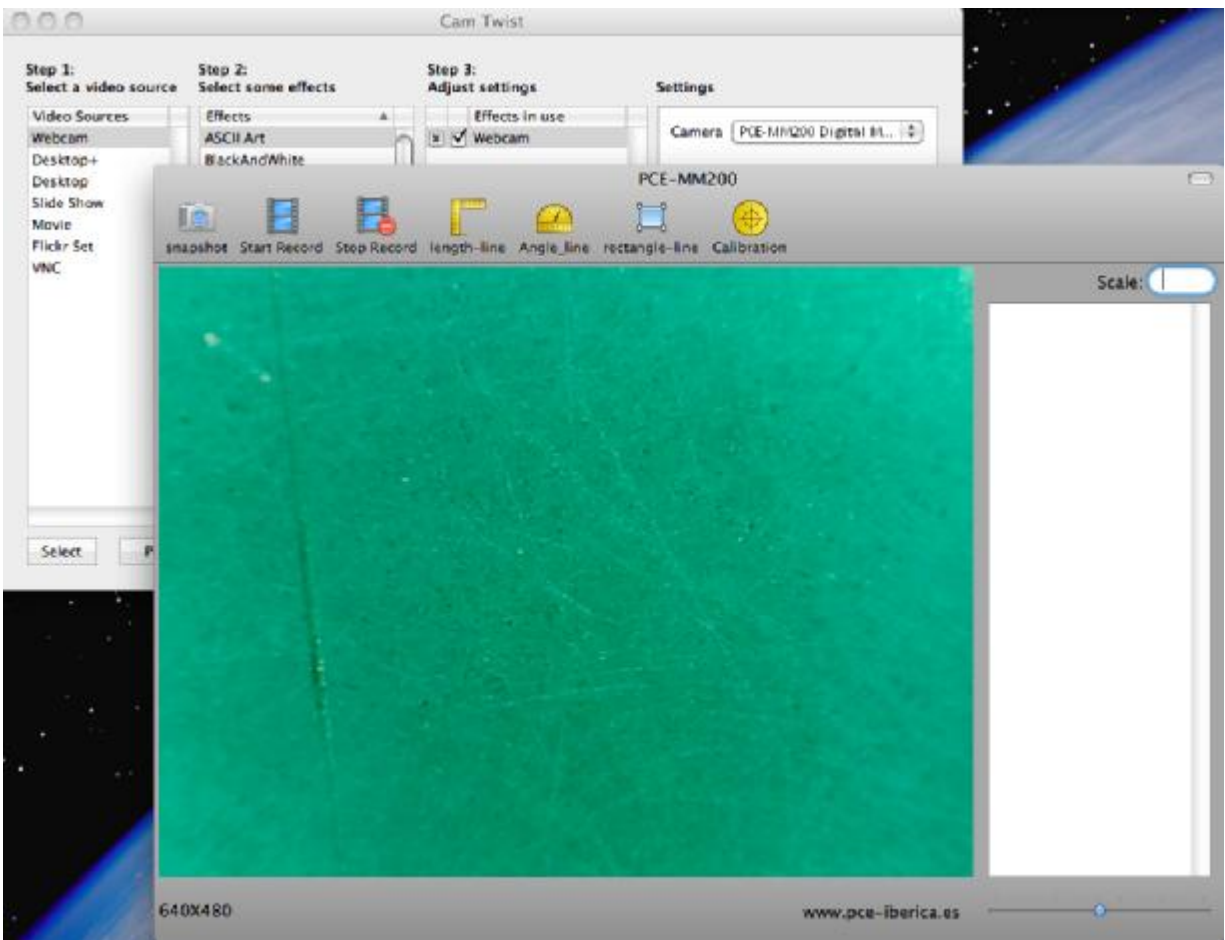 Cam Twist
Step 1:
Select a video source
Step 2:
Select some effects
Step 3:
Adjust settings
Settings
Video Sources
Webcam
Desktop+
Desktop
Slide Show
Movie
Flickr Set
VNC
Effects
ASCII Art
BlackAndWhite
Effects in use
Webcam
Camera
PCE-MM200 Digital M...
Select
P
PCE-MM200
snapshot
Start Record
Stop Record
length-line
Angle_line
rectangle-line
Calibration
Scale:
640X480
www.pce-iberica.es